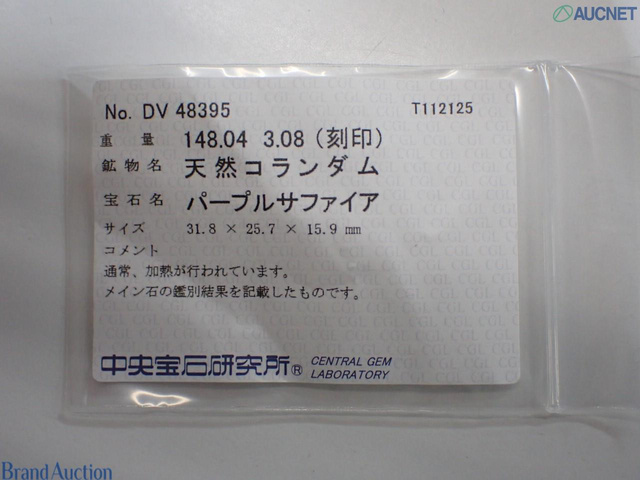 AUCNET
No. DV 48395 T112125
重量 148.04 3.08 (刻印)
鉱物名 天然コランダム
宝石名 パープルサファイア
サイズ 31.8 × 25.7 × 15.9 mm
コメント
通常、加熱が行われています。
メイン石の鑑別結果を記載したものです。
中央宝石研究所® CENTRAL GEM
LABORATORY
Brand Auction